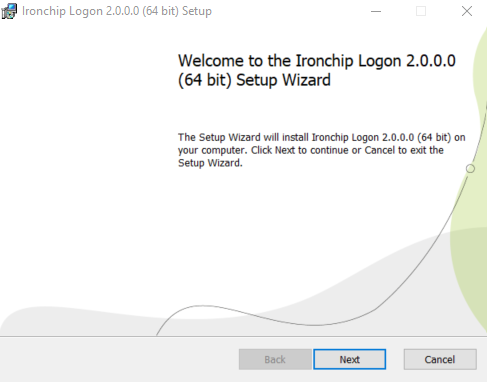 Ironchip Logon 2.0.0.0 (64 bit) Setup
Welcome to the Ironchip Logon 2.0.0.0
(64 bit) Setup Wizard
The Setup Wizard will install Ironchip Logon 2.0.0.0 (64 bit) on
your computer. Click Next to continue or Cancel to exit the
Setup Wizard.
Back
Next
Cancel